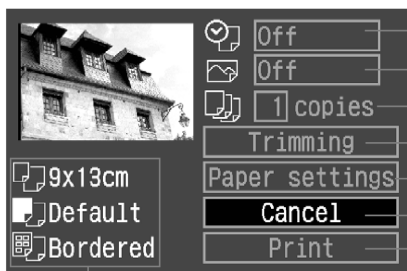 Off
Off
1 copies
Trimming
Paper settings
9x13cm
Default
Bordered
Cancel
Print